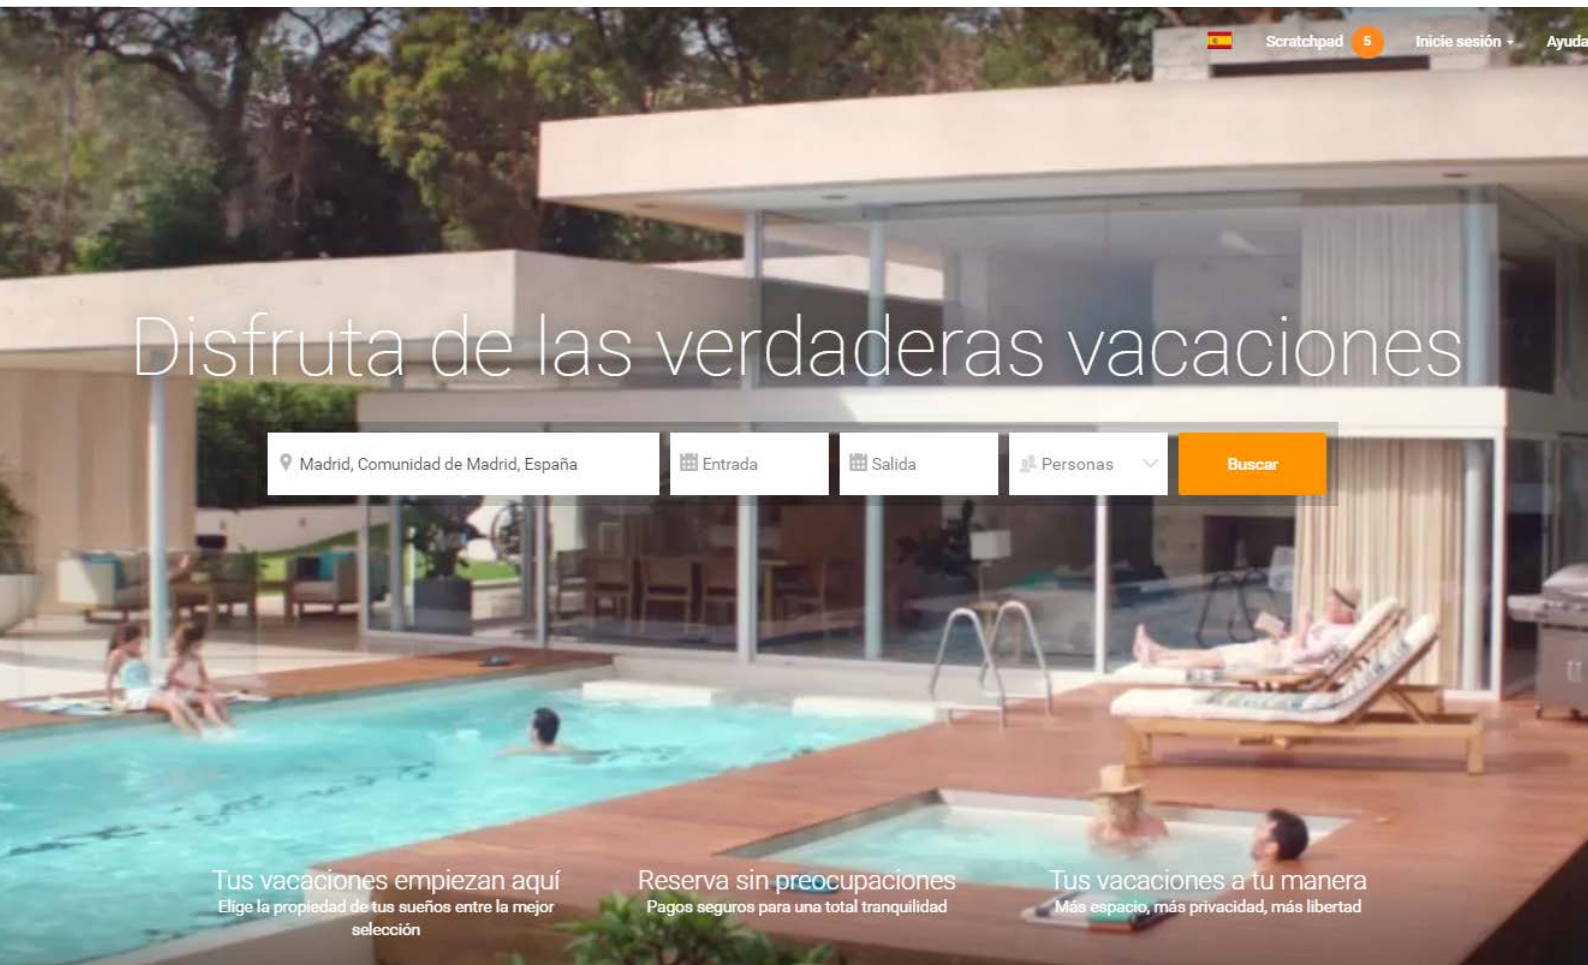 Scratchpad 5 Inicie sesión Ayuda
Disfruta de las verdaderas vacaciones
Madrid, Comunidad de Madrid, España Entrada Salida Personas Buscar
Tus vacaciones empiezan aquí
Elige la propiedad de tus sueños entre la mejor
selección
Reserva sin preocupaciones
Pagos seguros para una total tranquilidad
Tus vacaciones a tu manera
Más espacio, más privacidad, más libertad